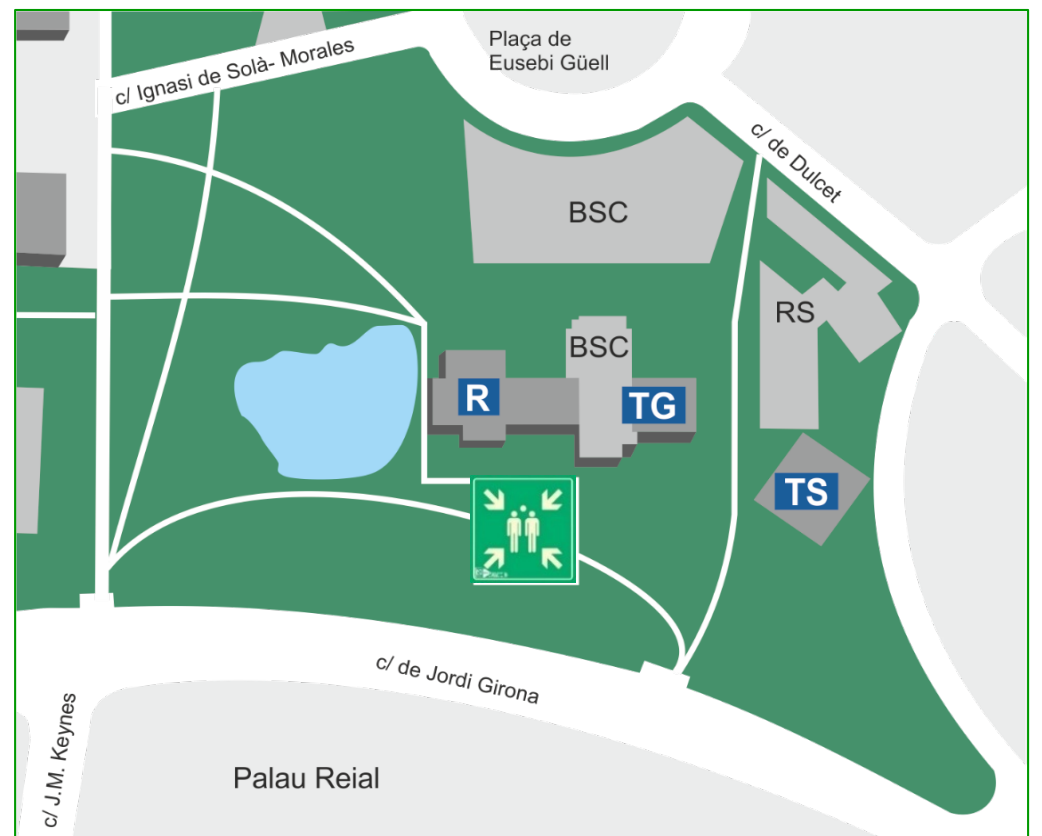 Plaça de
Eusebi Güell
c/ Ignasi de Solà- Morales
c/ de Dulcet
BSC
RS
BSC
R
TG
TS
c/ de Jordi Girona
c/ J.M. Keynes
Palau Reial